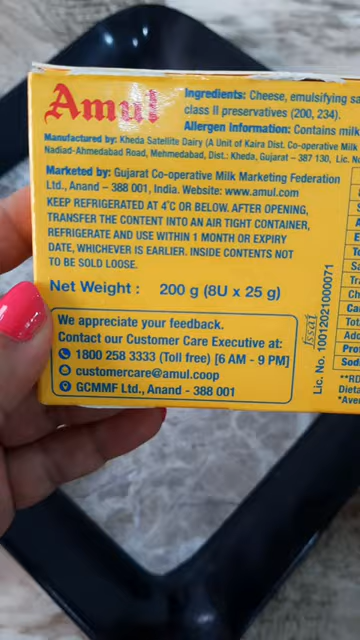 Amul
Ingredients: Cheese, emulsifying
class II preservatives (200, 234).
Allergen Information: Contains milk
Manufactured by: Kheda Satellite Dairy (A Unit of Kaira Dist. Co-operative Milk
Nadiad-Ahmedabad Road, Mehmedabad, Dist.: Kheda, Gujarat – 387 130,
Marketed by: Gujarat Co-operative Milk Marketing Federation
Ltd., Anand – 388 001, India. Website: www.amul.com
KEEP REFRIGERATED AT 4°C OR BELOW. AFTER OPENING,
TRANSFER THE CONTENT INTO AN AIR TIGHT CONTAINER,
REFRIGERATE AND USE WITHIN 1 MONTH OR EXPIRY
DATE, WHICHEVER IS EARLIER. INSIDE CONTENTS NOT
TO BE SOLD LOOSE.
Net Weight : 200 g (8U x 25 g)
We appreciate your feedback.
Contact our Customer Care Executive at:
1800 258 3333 (Toll free) [6 AM - 9 PM]
customercare@amul.coop
GCMMF Ltd., Anand - 388 001
fssai
Lic. No. 10012021000071